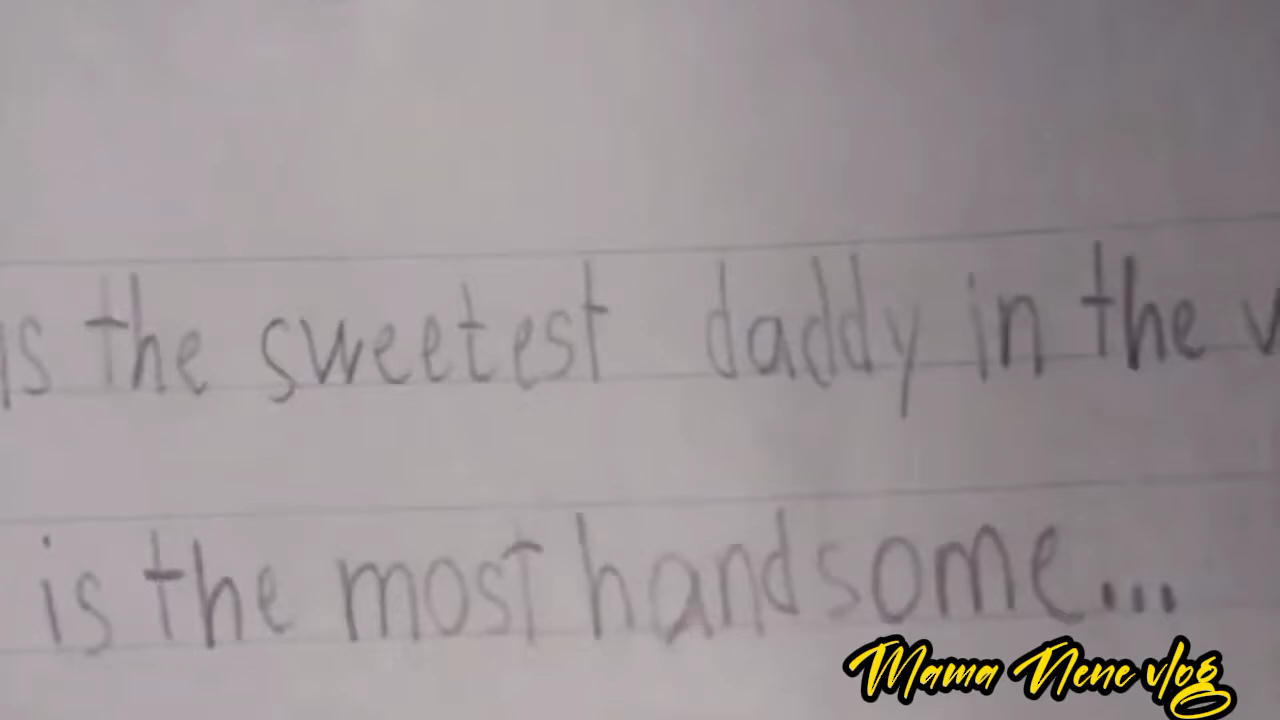 is the sweetest daddy in the
is the most handsome...
Mama Nene vlog